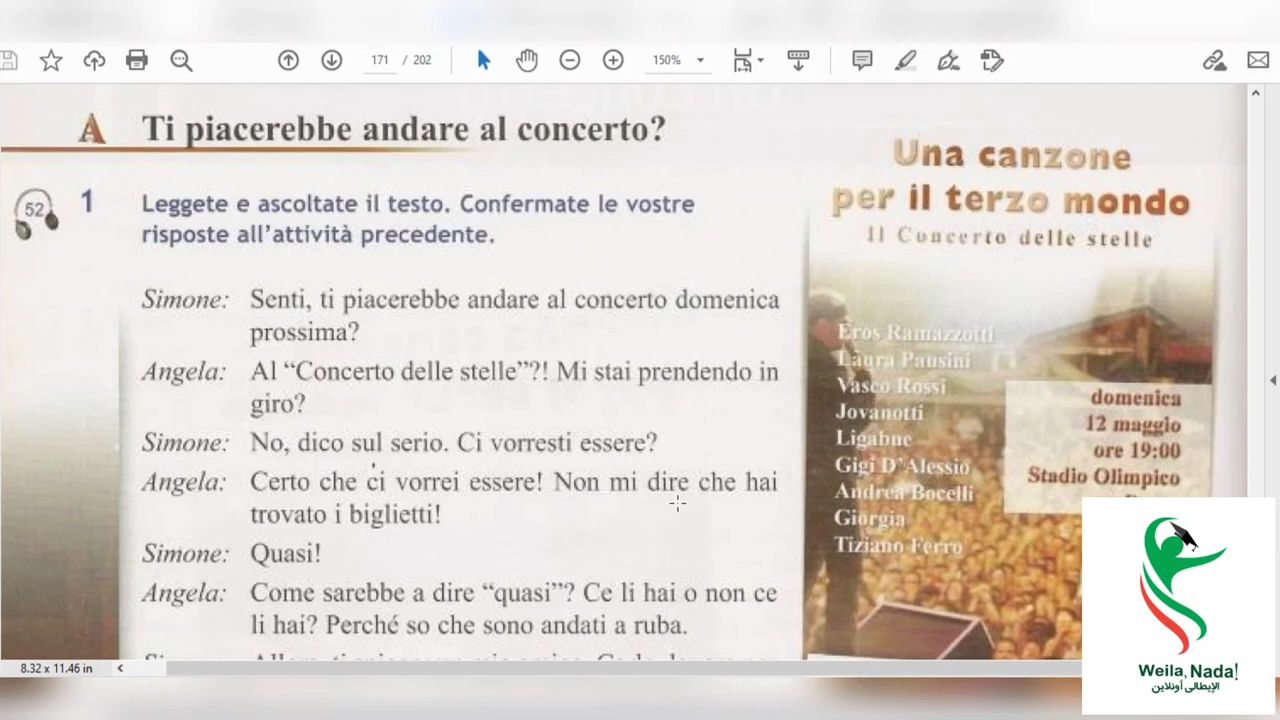 171 / 202
150%
A Ti piacerebbe andare al concerto?
52
1 Leggete e ascoltate il testo. Confermate le vostre
risposte all'attività precedente.
Simone: Senti, ti piacerebbe andare al concerto domenica
prossima?
Angela: Al “Concerto delle stelle”?! Mi stai prendendo in
giro?
Simone: No, dico sul serio. Ci vorresti essere?
Angela: Certo che ci vorrei essere! Non mi dire che hai
trovato i biglietti!
Simone: Quasi!
Angela: Come sarebbe a dire “quasi”? Ce li hai o non ce
li hai? Perché so che sono andati a ruba.
Una canzone
per il terzo mondo
Il Concerto delle stelle
Eros Ramazzotti
Laura Pausini
Vasco Rossi
Jovanotti
Ligabue
Gigi D'Alessio
Andrea Bocelli
Giorgia
Tiziano Ferro
domenica
12 maggio
ore 19:00
Stadio Olimpico
8.32 x 11.46 in
Weila, Nada!
الإيطالى أونلاين